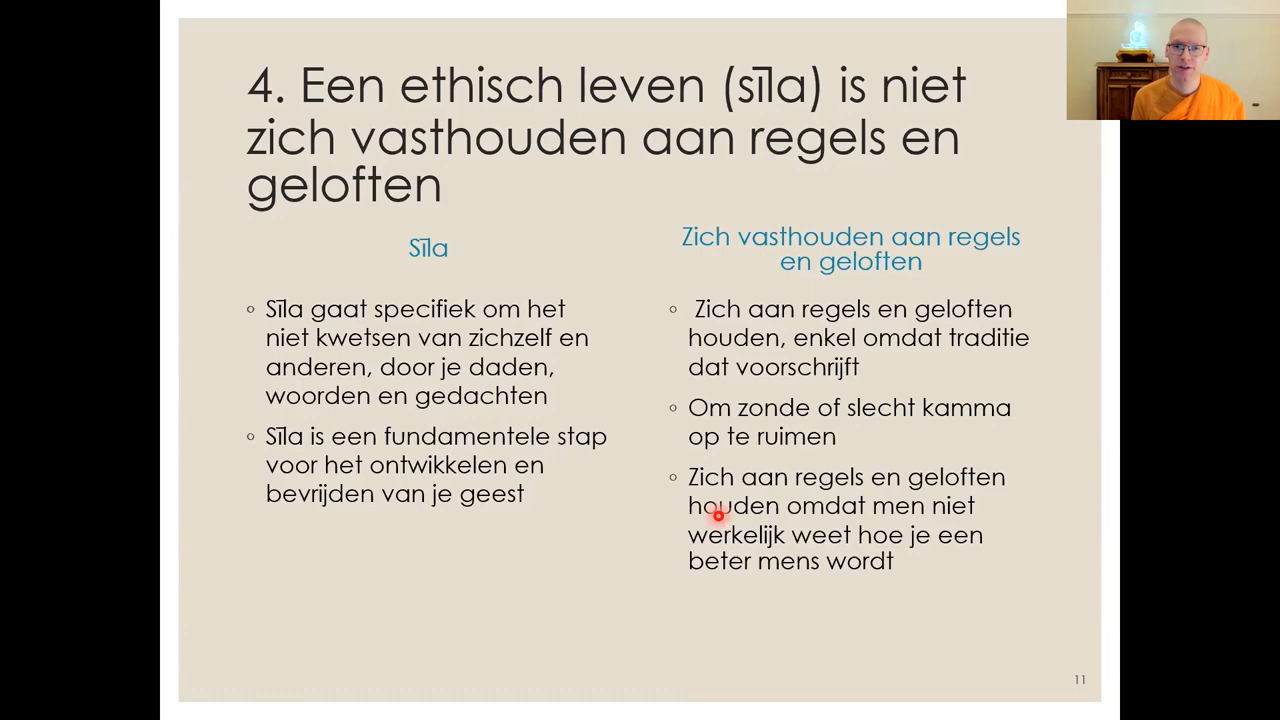 4. Een ethisch leven (sīla) is niet
zich vasthouden aan regels en
geloften
Sīla
◦ Sīla gaat specifiek om het
niet kwetsen van zichzelf en
anderen, door je daden,
woorden en gedachten
◦ Sīla is een fundamentele stap
voor het ontwikkelen en
bevrijden van je geest
Zich vasthouden aan regels
en geloften
◦ Zich aan regels en geloften
houden, enkel omdat traditie
dat voorschrijft
◦ Om zonde of slecht kamma
op te ruimen
◦ Zich aan regels en geloften
houden omdat men niet
werkelijk weet hoe je een
beter mens wordt
11